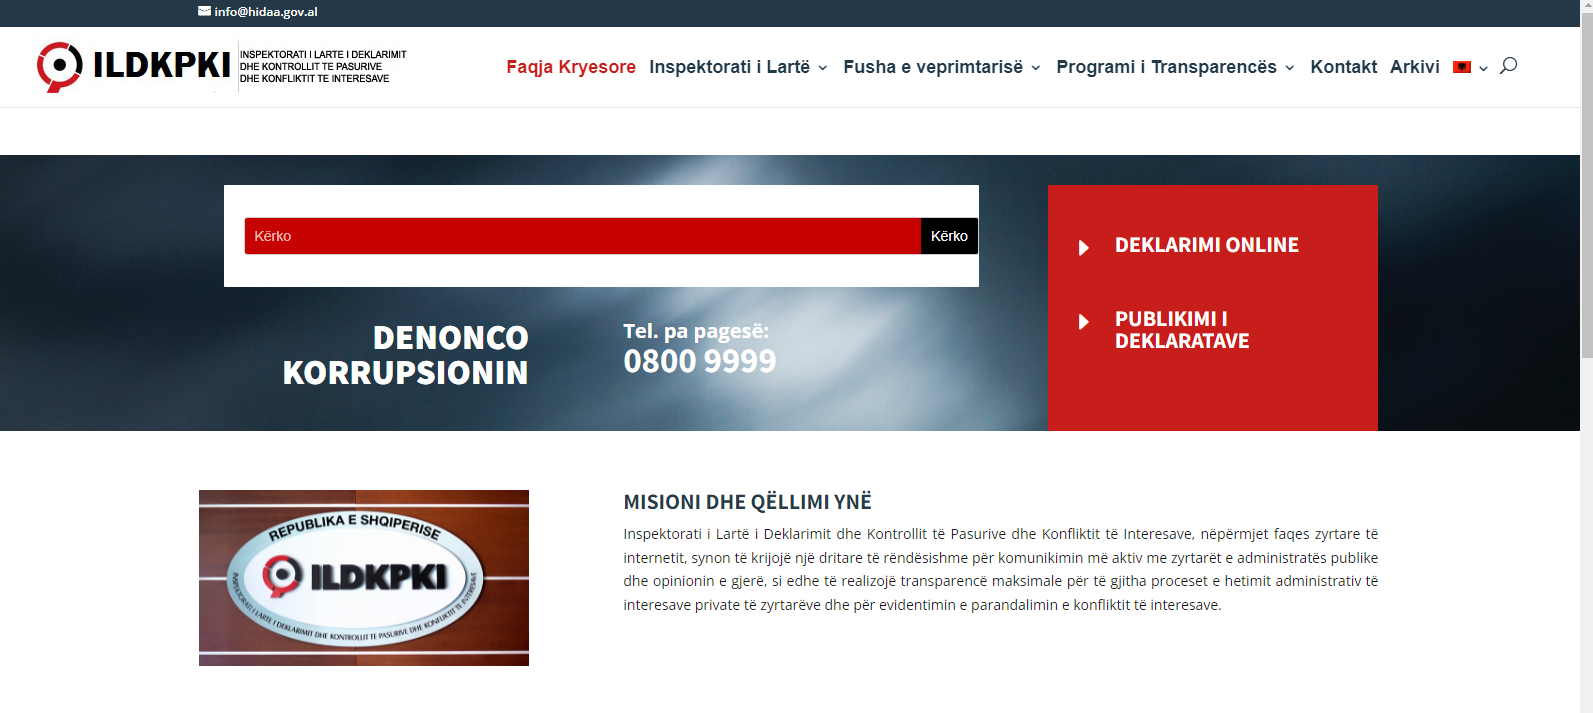 info@hidaa.gov.al
ILDKPKI
INSPEKTORATI I LARTE I DEKLARIMIT
DHE KONTROLLIT TE PASURIVE
DHE KONFLIKTIT TE INTERESAVE
Faqja Kryesore Inspektorati i Lartë Fusha e veprimtarisë Programi i Transparencës Kontakt Arkivi
Kërko Kërko
DENONCO
KORRUPSIONIN
Tel. pa pagesë:
0800 9999
DEKLARIMI ONLINE
PUBLIKIMI I
DEKLARATAVE
REPUBLIKA E SHQIPERISE
ILDKPKI
INSPEKTORATI I LARTE I DEKLARIMIT DHE KONTROLLIT TE PASURIVE DHE KONFLIKTIT TE INTERESAVE
MISIONI DHE QËLLIMI YNË
Inspektorati i Lartë i Deklarimit dhe Kontrollit të Pasurive dhe Konfliktit të Interesave, nëpërmjet faqes zyrtare të
internetit, synon të krijojë një dritare të rëndësishme për komunikimin më aktiv me zyrtarët e administratës publike
dhe opinionin e gjerë, si edhe të realizojë transparencë maksimale për të gjitha proceset e hetimit administrativ të
interesave private të zyrtarëve dhe për evidentimin e parandalimin e konfliktit të interesave.